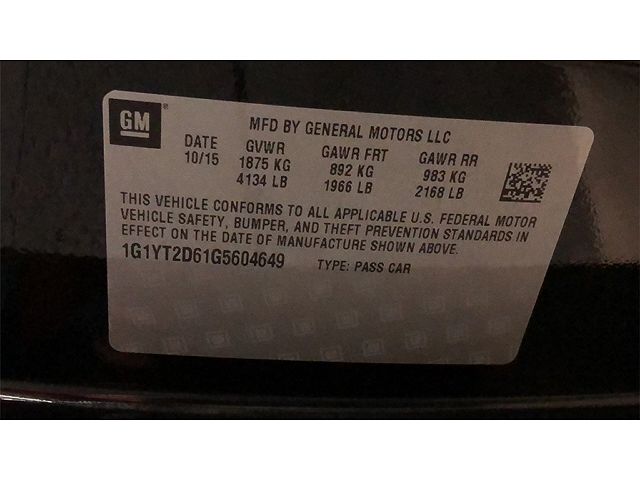 GM®
MFD BY GENERAL MOTORS LLC
DATE GVWR GAWR FRT GAWR RR
10/15 1875 KG 892 KG 983 KG
4134 LB 1966 LB 2168 LB
THIS VEHICLE CONFORMS TO ALL APPLICABLE U.S. FEDERAL MOTOR
VEHICLE SAFETY, BUMPER, AND THEFT PREVENTION STANDARDS IN
EFFECT ON THE DATE OF MANUFACTURE SHOWN ABOVE.
1G1YT2D61G5604649 TYPE: PASS CAR